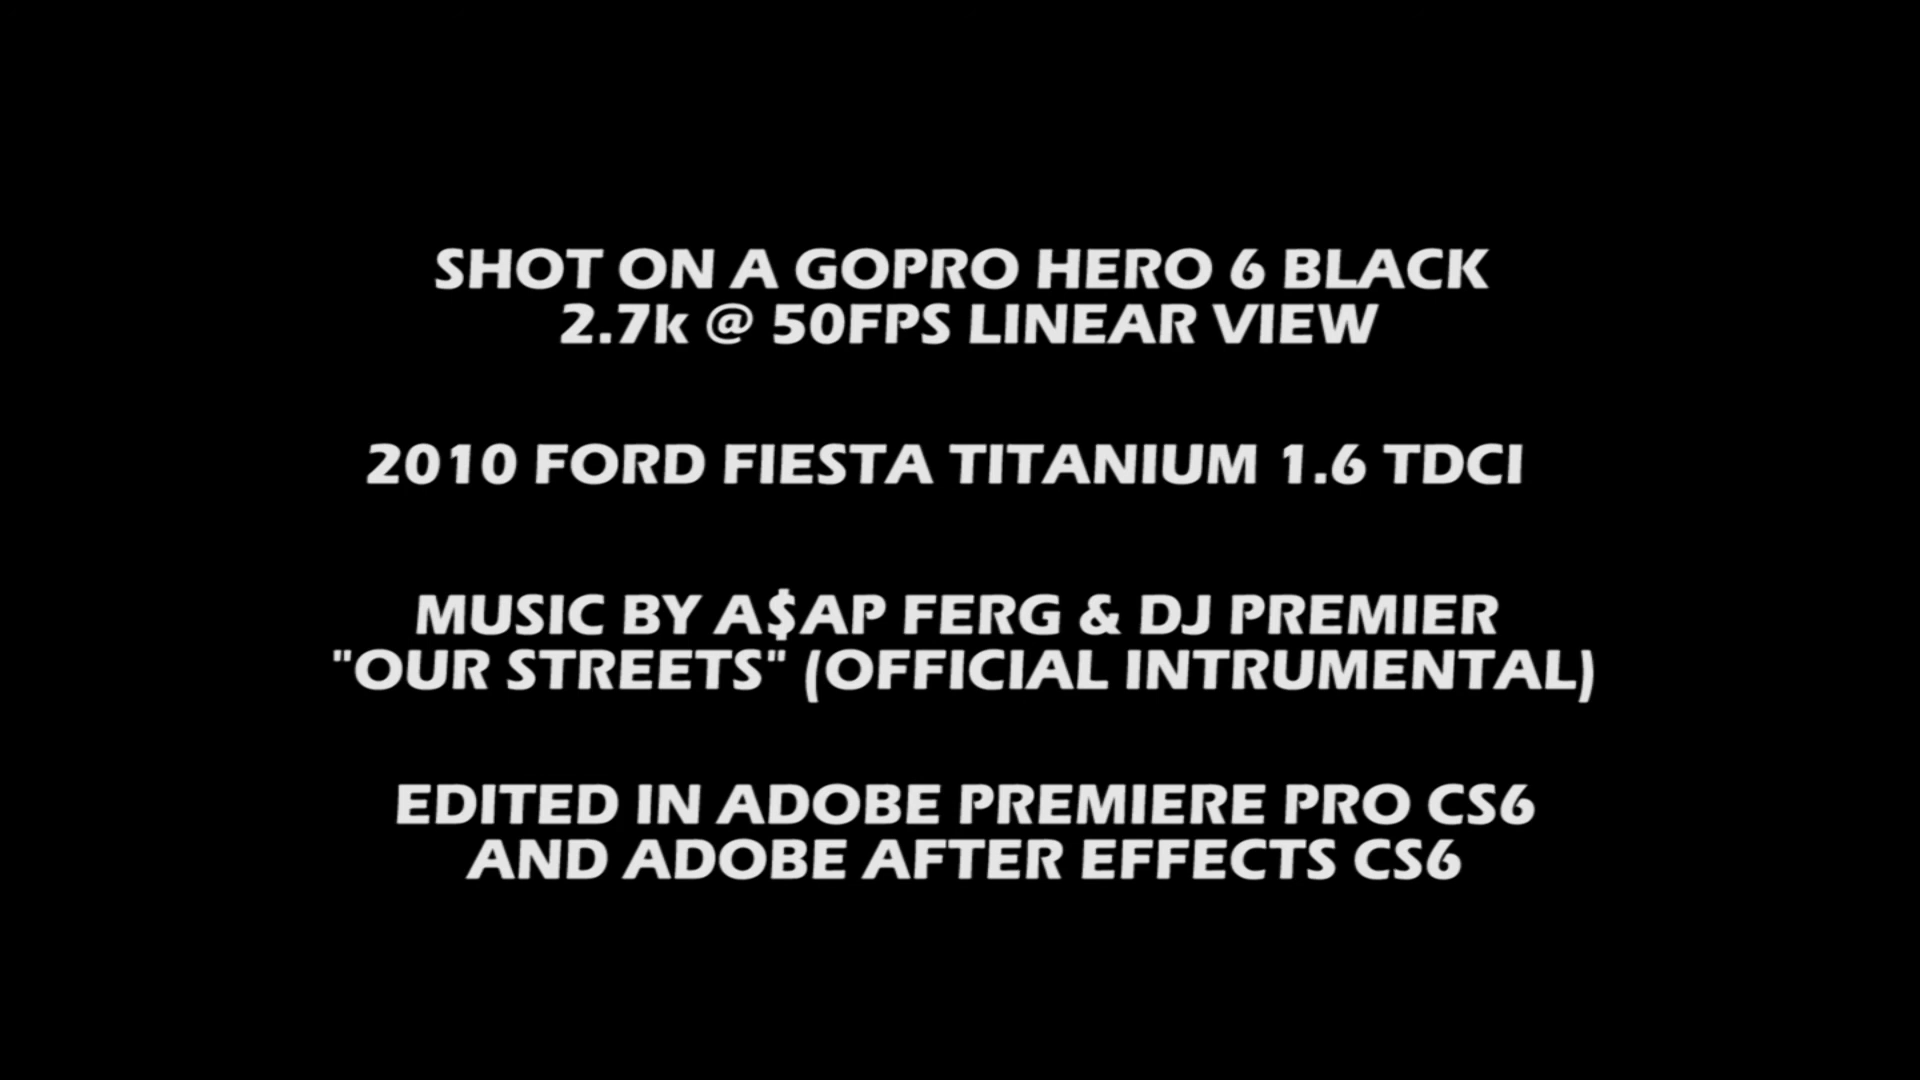 SHOT ON A GOPRO HERO 6 BLACK
2.7k @ 50FPS LINEAR VIEW
2010 FORD FIESTA TITANIUM 1.6 TDCI
MUSIC BY A$AP FERG & DJ PREMIER
"OUR STREETS" (OFFICIAL INTRUMENTAL)
EDITED IN ADOBE PREMIERE PRO CS6
AND ADOBE AFTER EFFECTS CS6